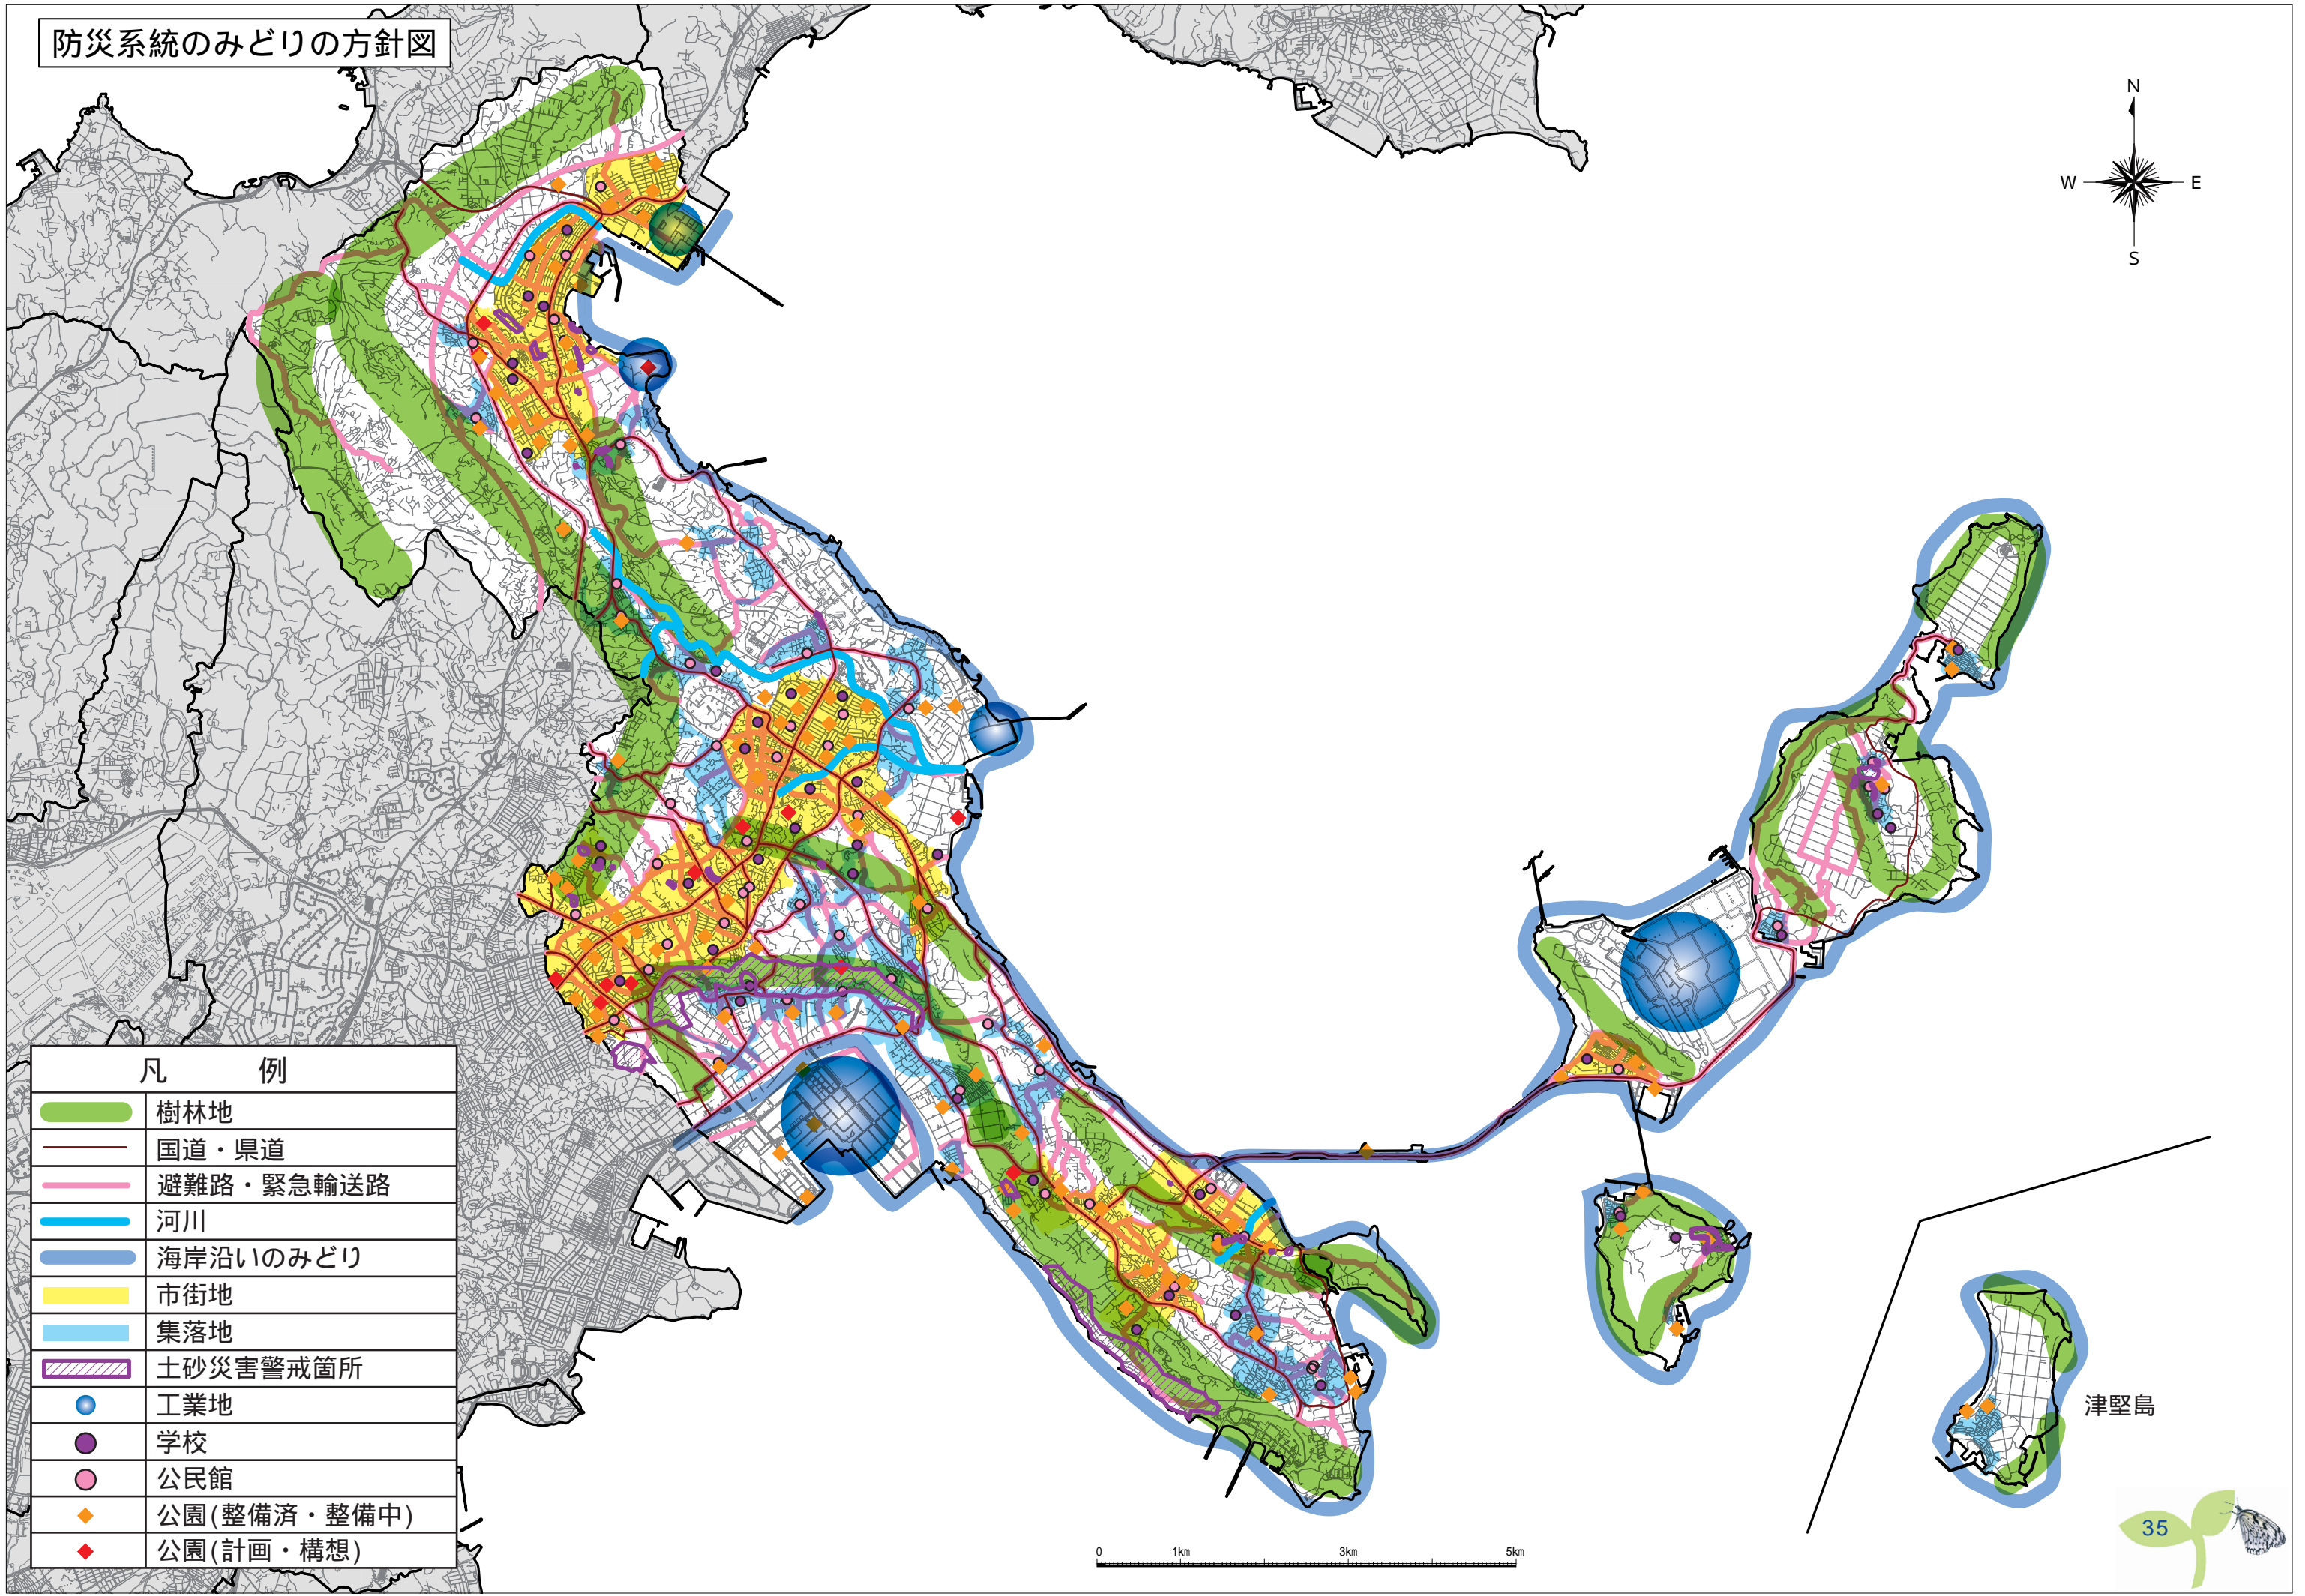 防災系統のみどりの方針図
N
W
E
S
凡 例
樹林地
国道・県道
避難路・緊急輸送路
河川
海岸沿いのみどり
市街地
集落地
土砂災害警戒箇所
工業地
学校
公民館
公園(整備済・整備中)
公園(計画・構想)
津堅島
0 1km 3km 5km
35